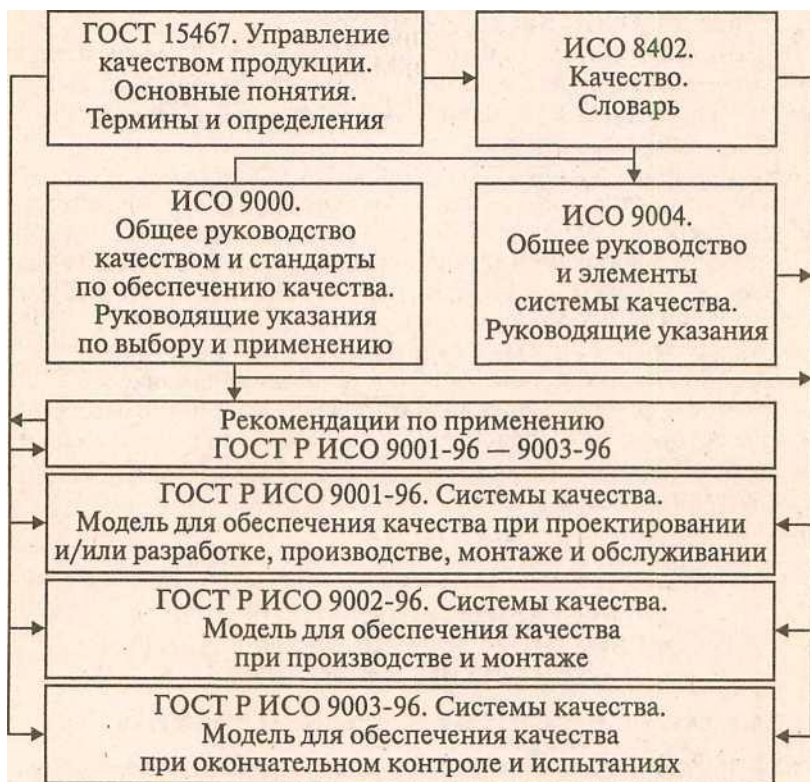 ГОСТ 15467. Управление
качеством продукции.
Основные понятия.
Термины и определения
ИСО 8402.
Качество.
Словарь
ИСО 9000.
Общее руководство
качеством и стандарты
по обеспечению качества.
Руководящие указания
по выбору и применению
ИСО 9004.
Общее руководство
и элементы
системы качества.
Руководящие указания
Рекомендации по применению
ГОСТ Р ИСО 9001-96 — 9003-96
ГОСТ Р ИСО 9001-96. Системы качества.
Модель для обеспечения качества при проектировании
и/или разработке, производстве, монтаже и обслуживании
ГОСТ Р ИСО 9002-96. Системы качества.
Модель для обеспечения качества
при производстве и монтаже
ГОСТ Р ИСО 9003-96. Системы качества.
Модель для обеспечения качества
при окончательном контроле и испытаниях